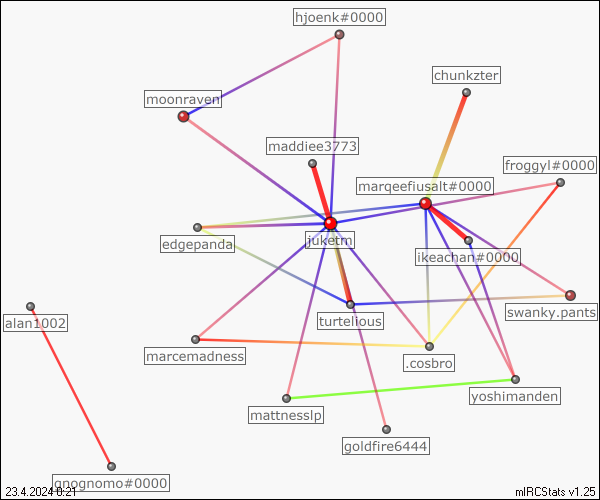 hjoenk#0000
chunkzter
moonraven
maddiee3773
froggyl#0000
marqeefiusalt#0000
edgepanda
juketm
ikeachan#0000
swanky.pants
turtelious
alan1002
marcemadness
.cosbro
yoshimanden
mattnesslp
goldfire6444
gnognomo#0000
23.4.2024 0:21
mIRCStats v1.25